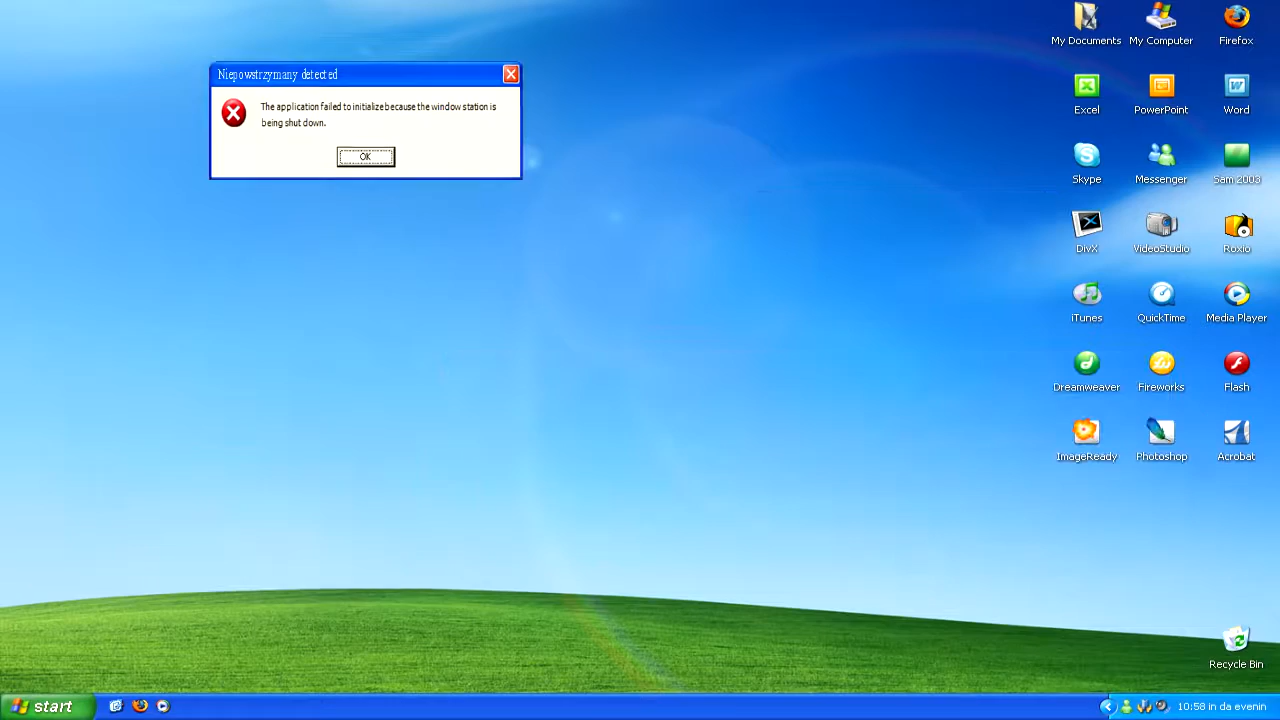 My Documents My Computer Firefox
Niepowstrzymany detected
The application failed to initialize because the window station is
being shut down.
OK
Excel PowerPoint Word
Skype Messenger Sam 2003
DivX VideoStudio Roxio
iTunes QuickTime Media Player
Dreamweaver Fireworks Flash
ImageReady Photoshop Acrobat
Recycle Bin
start 10:58 in da evenin